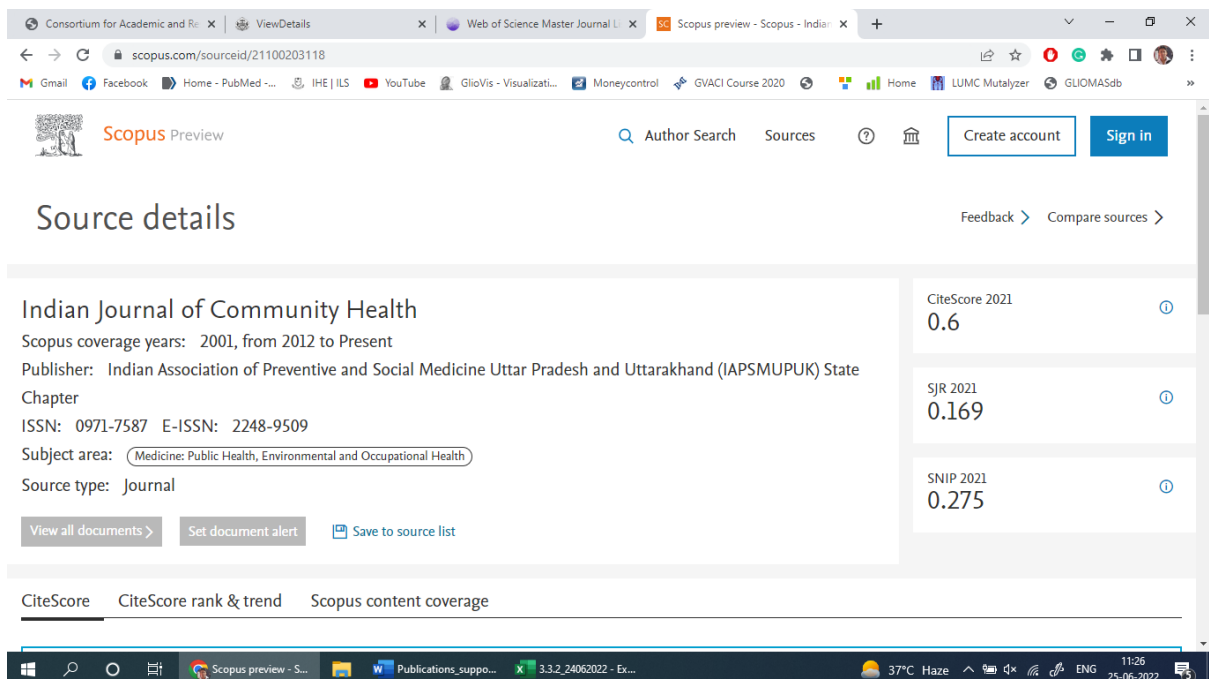 Consortium for Academic and Re
ViewDetails
Web of Science Master Journal Li
SC Scopus preview - Scopus - Indian
scopus.com/sourceid/21100203118
Gmail Facebook Home - PubMed -... IHE | ILS YouTube GlioVis - Visualizati... Moneycontrol GVACI Course 2020 Home LUMC Mutalyzer GLIOMASdb »
Scopus Preview
Author Search Sources
Create account
Sign in
Source details
Feedback
Compare sources
Indian Journal of Community Health
Scopus coverage years: 2001, from 2012 to Present
Publisher: Indian Association of Preventive and Social Medicine Uttar Pradesh and Uttarakhand (IAPSMUPUK) State
Chapter
ISSN: 0971-7587 E-ISSN: 2248-9509
Subject area: Medicine: Public Health, Environmental and Occupational Health
Source type: Journal
View all documents
Set document alert
Save to source list
CiteScore 2021
0.6
SJR 2021
0.169
SNIP 2021
0.275
CiteScore CiteScore rank & trend Scopus content coverage
Scopus preview - S...
Publications_suppo...
3.3.2_24062022 - Ex...
37°C Haze
ENG
11:26
25-06-2022